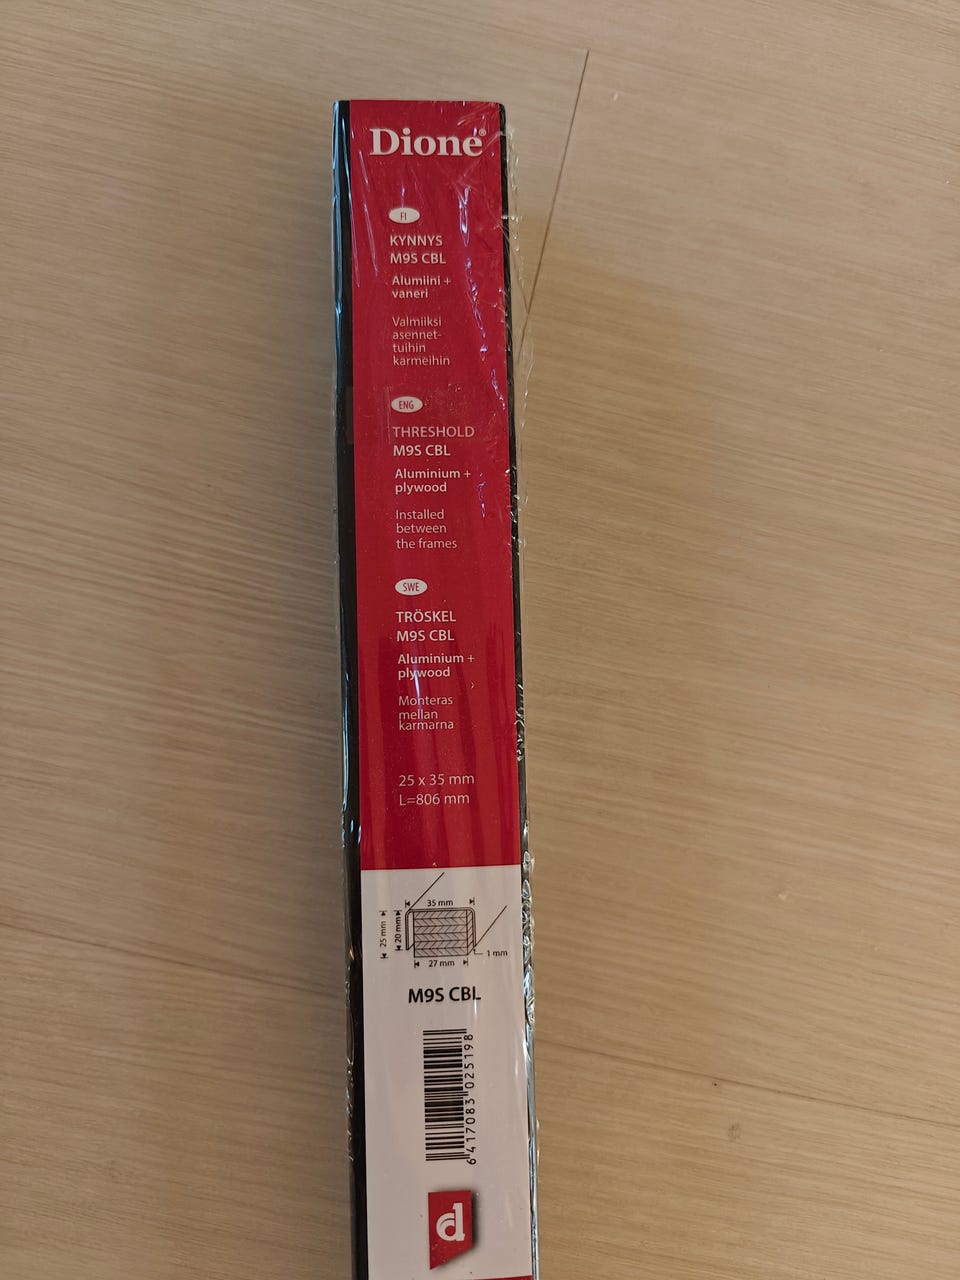 Dione®
FI
KYNNYS
M9S CBL
Alumiini +
vaneri
Valmiiksi
asennet-
tuihin
karmeihin
ENG
THRESHOLD
M9S CBL
Aluminium +
plywood
Installed
between
the frames
SWE
TRÖSKEL
M9S CBL
Aluminium +
plywood
Monteras
mellan
karmarna
25 x 35 mm
L=806 mm
35 mm
25 mm
20 mm
1 mm
27 mm
M9S CBL
6 417083 025198
d